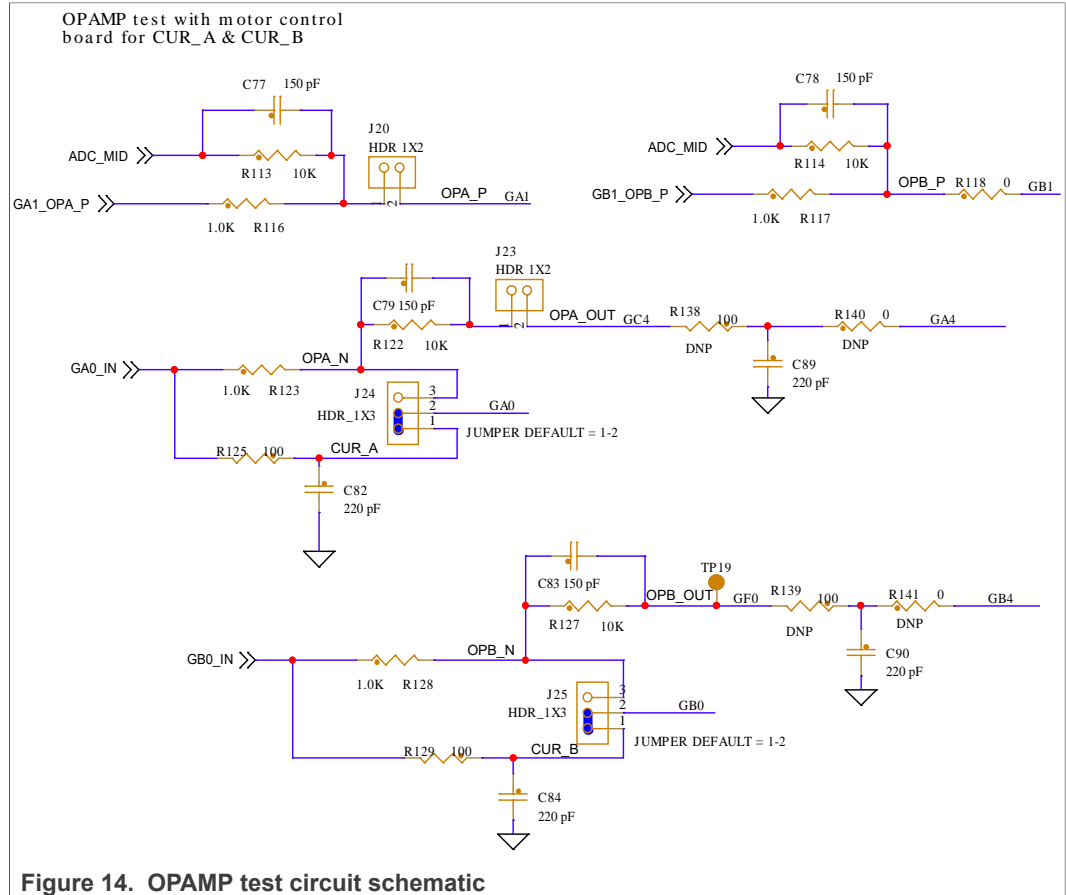 OPAMP test with motor control
board for CUR_A & CUR_B
C77 150 pF
J20
HDR 1X2
ADC_MID
R113 10K
OPA_P GA1
GA1_OPA_P
1 2
1.0K R116
C78 150 pF
ADC_MID
R114 10K
OPB_P R118 0 GB1
GB1_OPB_P
1.0K R117
J23
HDR 1X2
C79 150 pF
1 2
OPA_OUT GC4 R138 100 R140 0 GA4
R122 10K
DNP DNP
C89
220 pF
GA0_IN
OPA_N
1.0K R123
J24
HDR_1X3
3
2
1
GA0
JUMPER DEFAULT = 1-2
R125 100 CUR_A
C82
220 pF
C83 150 pF
TP19
OPB_OUT GF0 R139 100 R141 0 GB4
R127 10K
DNP DNP
C90
220 pF
GB0_IN
OPB_N
1.0K R128
J25
HDR_1X3
3
2
1
GB0
JUMPER DEFAULT = 1-2
R129 100 CUR_B
C84
220 pF
Figure 14. OPAMP test circuit schematic